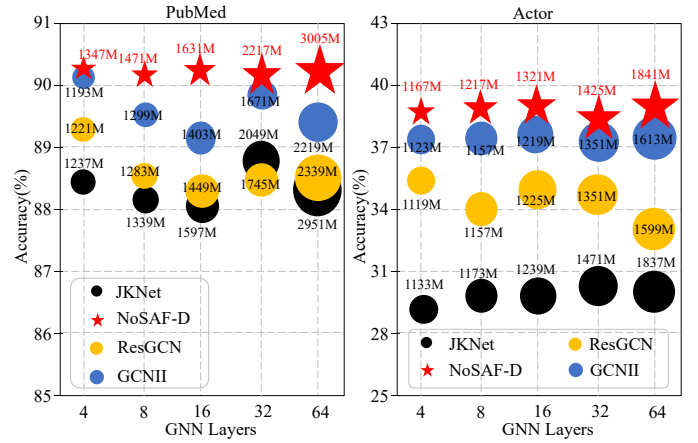 PubMed
Accuracy(%)
91
90
89
88
87
86
85
1347M
1471M
1631M
2217M
3005M
1193M
1299M
1403M
1671M
2219M
1221M
1283M
1449M
1745M
2339M
1237M
1339M
1597M
2049M
2951M
JKNet
NoSAF-D
ResGCN
GCNII
4
8
16
32
64
GNN Layers
Actor
Accuracy(%)
43
40
37
34
31
28
25
1167M
1217M
1321M
1425M
1841M
1123M
1157M
1219M
1351M
1613M
1119M
1157M
1225M
1351M
1599M
1133M
1173M
1239M
1471M
1837M
JKNet
ResGCN
NoSAF-D
GCNII
4
8
16
32
64
GNN Layers